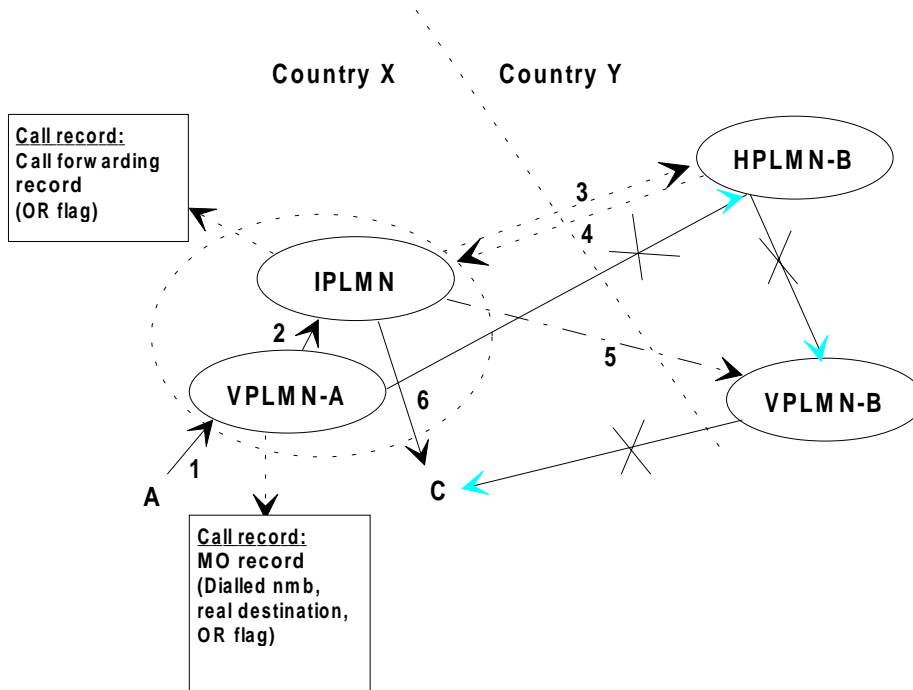 Country X
Country Y
Call record:
Call forwarding
record
(OR flag)
HPLMN-B
3
4
IPLMN
2
5
VPLMN-A
6
VPLMN-B
1
A
C
Call record:
MO record
(Dialled nmb,
real destination,
OR flag)